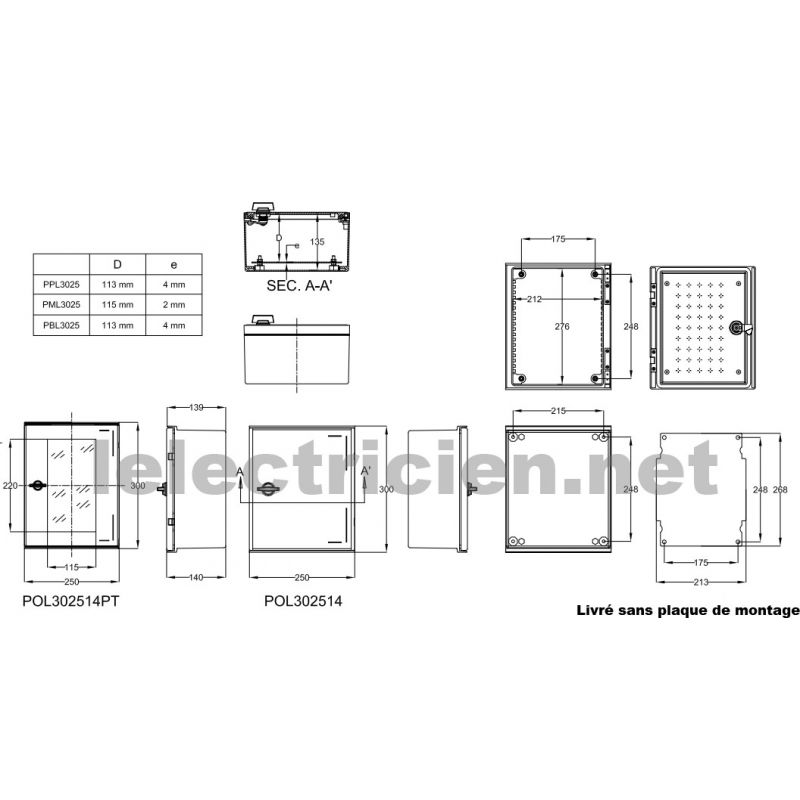 175
D e
PPL3025 113 mm 4 mm
PML3025 115 mm 2 mm
PBL3025 113 mm 4 mm
D
e
135
SEC. A-A'
212
276
248
139
215
220
300
A A'
300
248
248
268
115
250
140
250
175
213
POL302514PT
POL302514
lelectricien.net
Livré sans plaque de montage